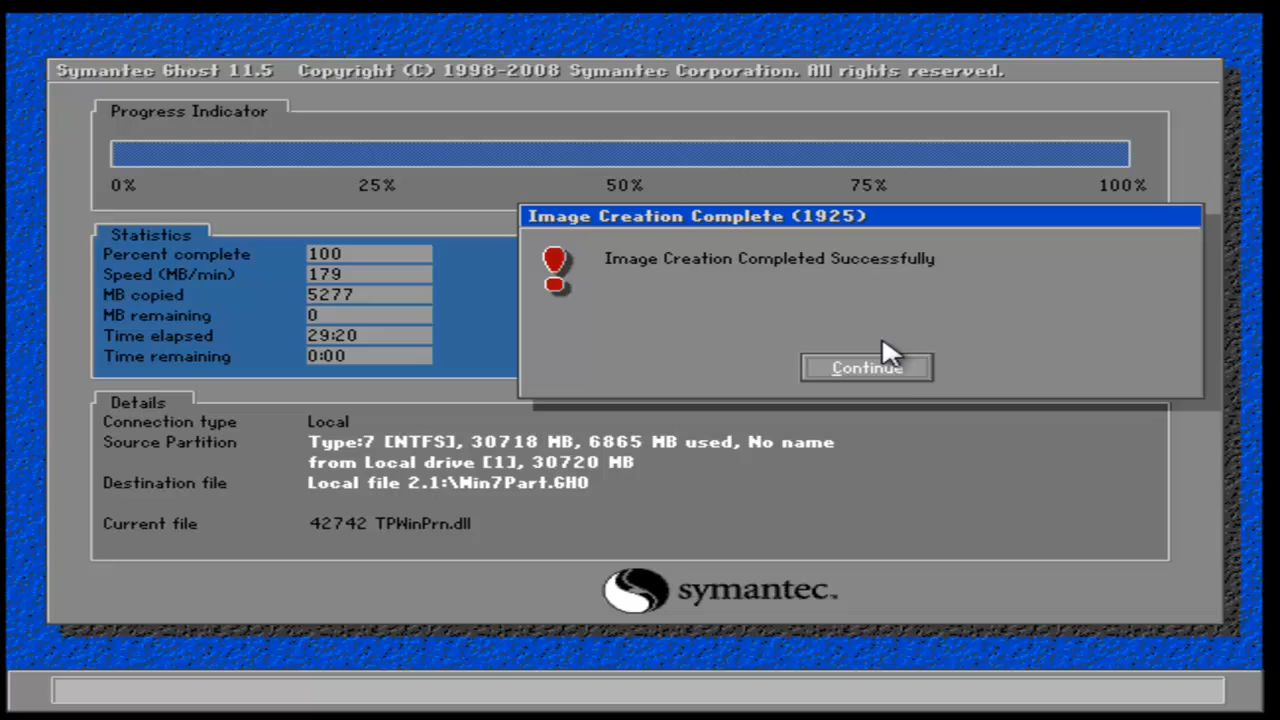 Symantec Ghost 11.5 Copyright (C) 1998-2008 Symantec Corporation. All rights reserved.
Progress Indicator
0% 25% 50% 75% 100%
Image Creation Complete (1925)
Image Creation Completed Successfully
Continue
Statistics
Percent complete 100
Speed (MB/min) 179
MB copied 5277
MB remaining 0
Time elapsed 29:20
Time remaining 0:00
Details
Connection type Local
Source Partition Type:7 [NTFS], 30718 MB, 6865 MB used, No name
from Local drive [1], 30720 MB
Destination file Local file 2.1:\Win7Part.GHO
Current file 42742 TPWinPrn.dll
symantec.